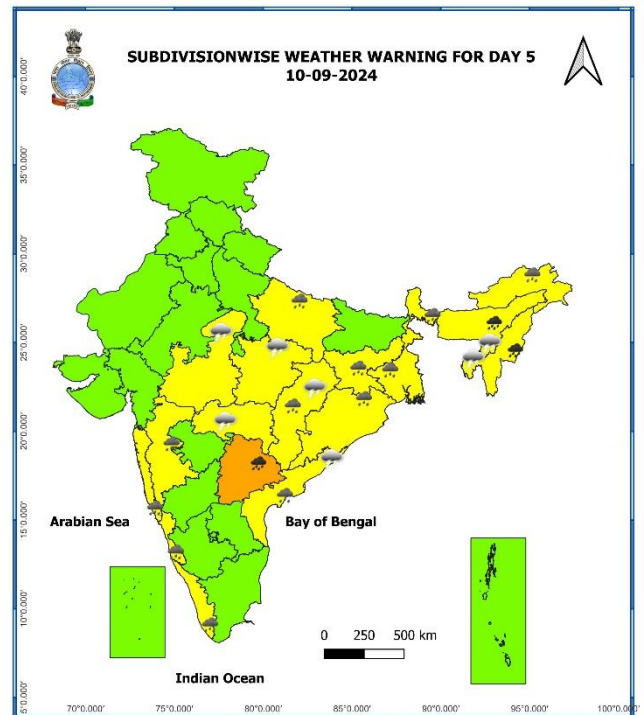 SUBDIVISIONWISE WEATHER WARNING FOR DAY 5
10-09-2024
40°0.000'
35°0.000'
30°0.000'
25°0.000'
20°0.000'
15°0.000'
10°0.000'
5°0.000'
Arabian Sea
Bay of Bengal
0 250 500 km
Indian Ocean
70°0.000' 75°0.000' 80°0.000' 85°0.000' 90°0.000' 95°0.000' 100°0.000'